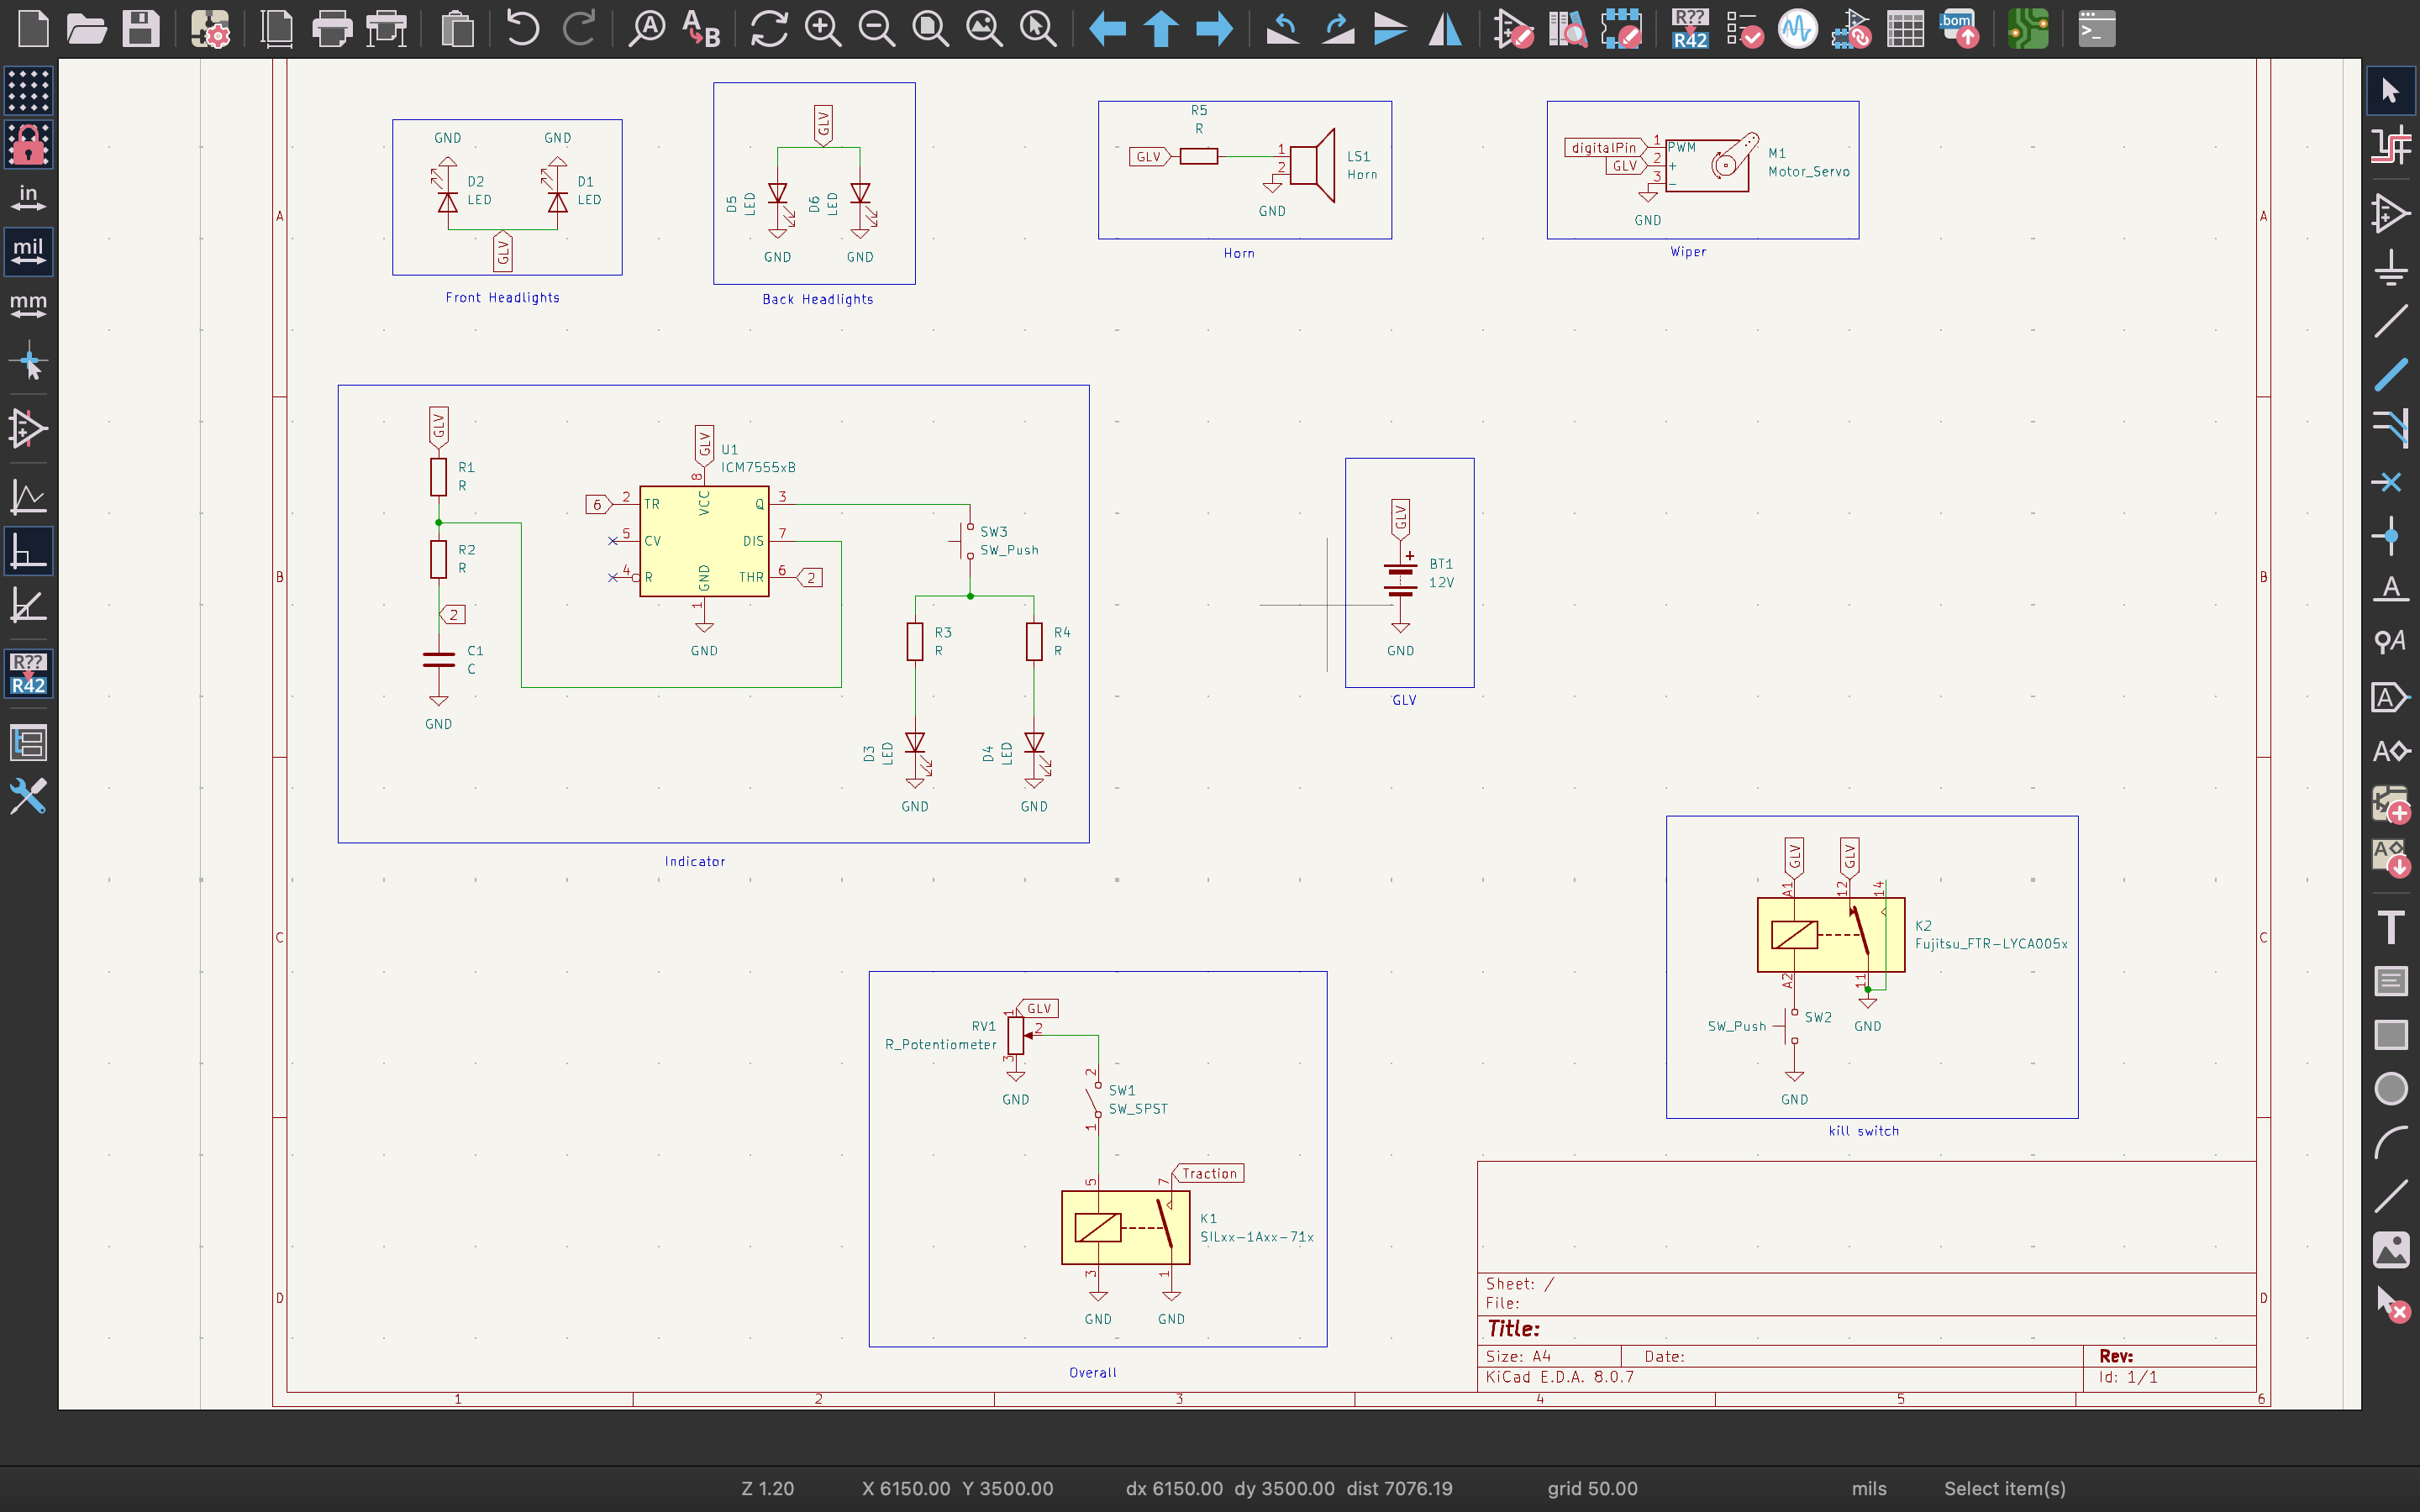 in
mil
mm
R??
R42
R??
R42
.bom
A
B
A
A
A
A
A
T
GND
GND
D2
LED
D1
LED
GLV
Front Headlights
GLV
D5
LED
D6
LED
GND
GND
Back Headlights
R5
R
GLV
1
2
LS1
Horn
GND
Horn
digitalPin
GLV
1
2
3
PWM
+
−
M1
Motor_Servo
GND
Wiper
A
A
GLV
R1
R
R2
R
2
C1
C
GND
GLV
U1
ICM7555xB
8
6
2
TR
VCC
Q
3
5
CV
DIS
7
4
R
GND
THR
6
2
1
GND
SW3
SW_Push
R3
R
R4
R
D3
LED
D4
LED
GND
GND
Indicator
GLV
+
BT1
12V
GND
GLV
B
B
GLV
GLV
A1
12
14
K2
Fujitsu_FTR-LYCA005x
A2
11
SW_Push
SW2
GND
GND
kill switch
C
C
GLV
1
RV1
2
R_Potentiometer
3
GND
2
SW1
SW_SPST
1
Traction
5
7
K1
SILxx-1Axx-71x
3
1
GND
GND
Overall
D
D
Sheet: /
File:
Title:
Size: A4
Date:
Rev:
KiCad E.D.A. 8.0.7
Id: 1/1
1
2
3
4
5
6
Z 1.20
X 6150.00 Y 3500.00
dx 6150.00 dy 3500.00 dist 7076.19
grid 50.00
mils
Select item(s)